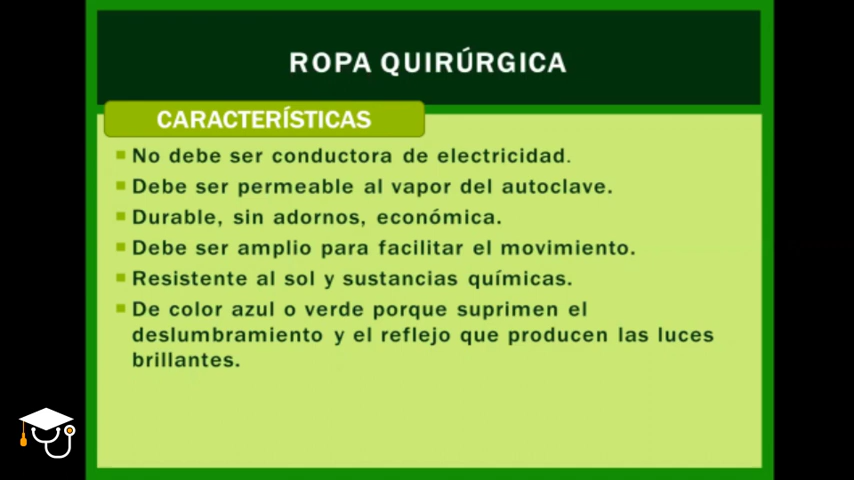 ROPA QUIRÚRGICA
CARACTERÍSTICAS
No debe ser conductora de electricidad.
Debe ser permeable al vapor del autoclave.
Durable, sin adornos, económica.
Debe ser amplio para facilitar el movimiento.
Resistente al sol y sustancias químicas.
De color azul o verde porque suprimen el
deslumbramiento y el reflejo que producen las luces
brillantes.